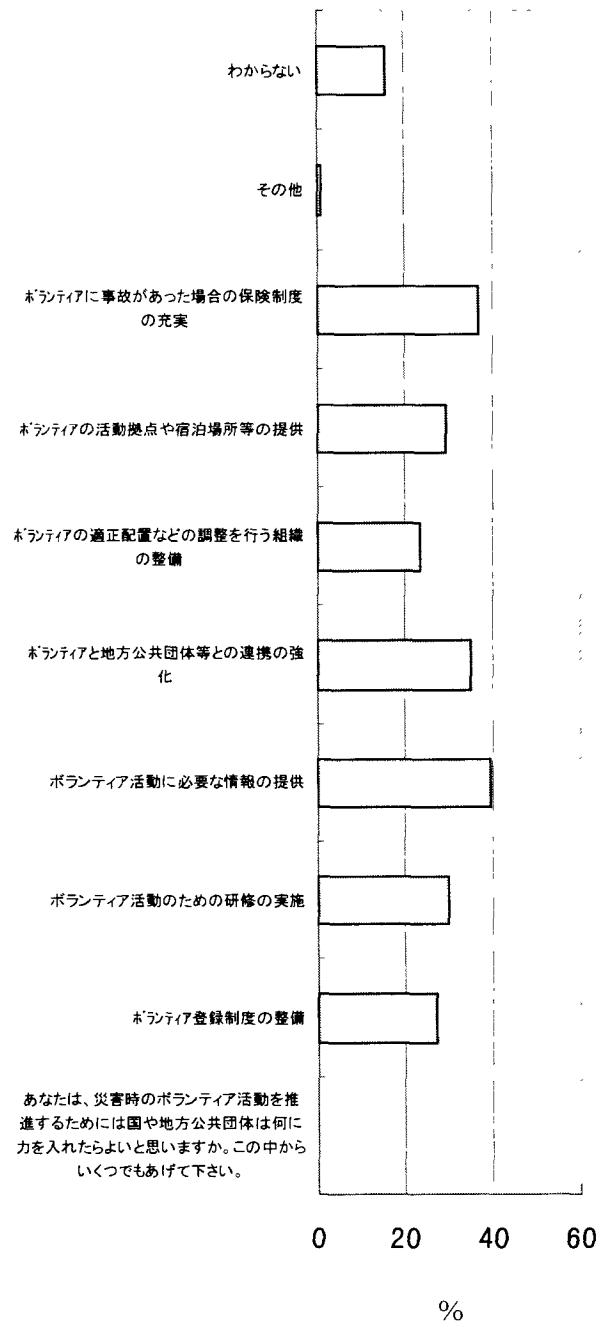 わからない
その他
ボランティアに事故があった場合の保険制度
の充実
ボランティアの活動拠点や宿泊場所等の提供
ボランティアの適正配置などの調整を行う組織
の整備
ボランティアと地方公共団体等との連携の強
化
ボランティア活動に必要な情報の提供
ボランティア活動のための研修の実施
ボランティア登録制度の整備
あなたは、災害時のボランティア活動を推
進するためには国や地方公共団体は何に
力を入れたらよいと思いますか。この中から
いくつでもあげて下さい。
0 20 40 60
%